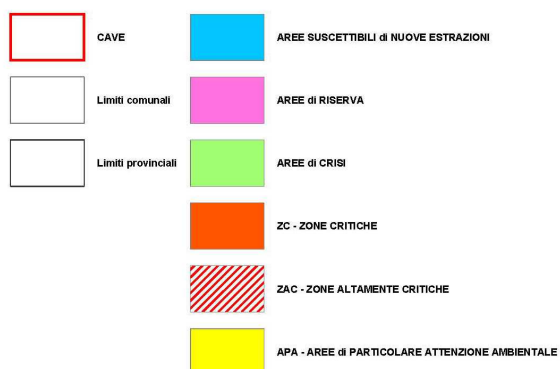 CAVE
Limiti comunali
Limiti provinciali
AREE SUSCETTIBILI di NUOVE ESTRAZIONI
AREE di RISERVA
AREE di CRISI
ZC - ZONE CRITICHE
ZAC - ZONE ALTAMENTE CRITICHE
APA - AREE di PARTICOLARE ATTENZIONE AMBIENTALE